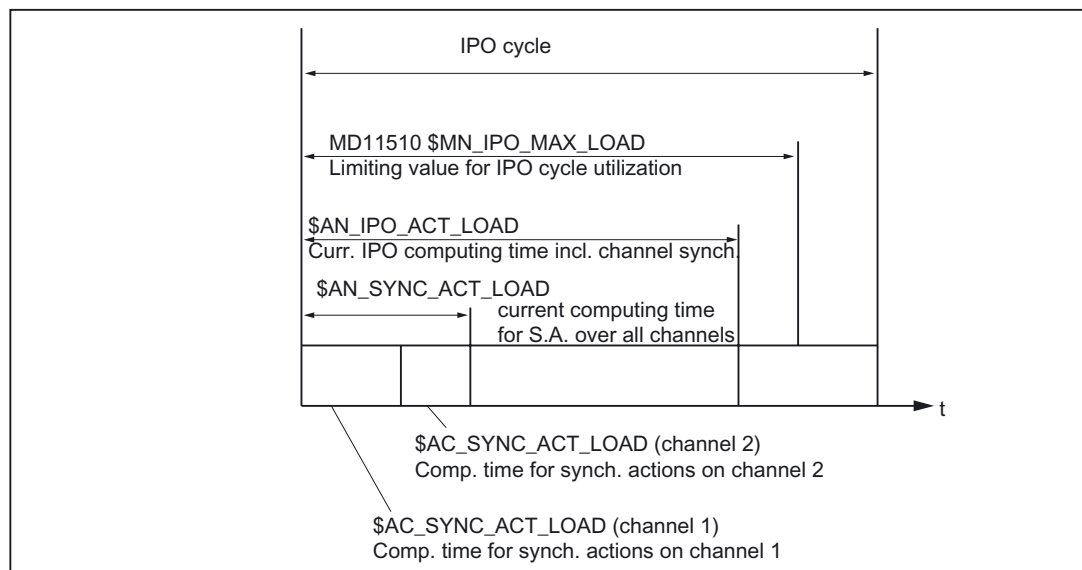 IPO cycle
MD11510 $MN_IPO_MAX_LOAD
Limiting value for IPO cycle utilization
$AN_IPO_ACT_LOAD
Curr. IPO computing time incl. channel synch.
$AN_SYNC_ACT_LOAD
current computing time
for S.A. over all channels
t
$AC_SYNC_ACT_LOAD (channel 2)
Comp. time for synch. actions on channel 2
$AC_SYNC_ACT_LOAD (channel 1)
Comp. time for synch. actions on channel 1